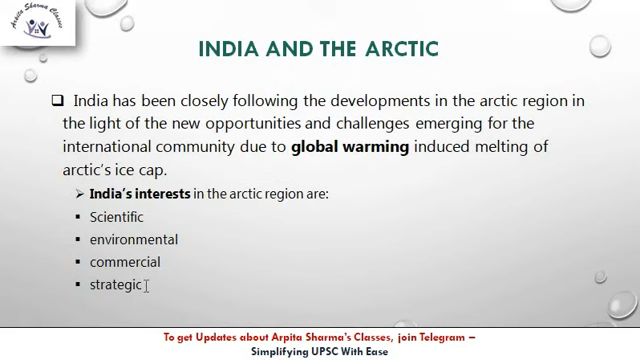 Arpita Sharma Classes
INDIA AND THE ARCTIC
India has been closely following the developments in the arctic region in
the light of the new opportunities and challenges emerging for the
international community due to global warming induced melting of
arctic's ice cap.
India's interests in the arctic region are:
Scientific
environmental
commercial
strategic
To get Updates about Arpita Sharma's Classes, join Telegram –
Simplifying UPSC With Ease